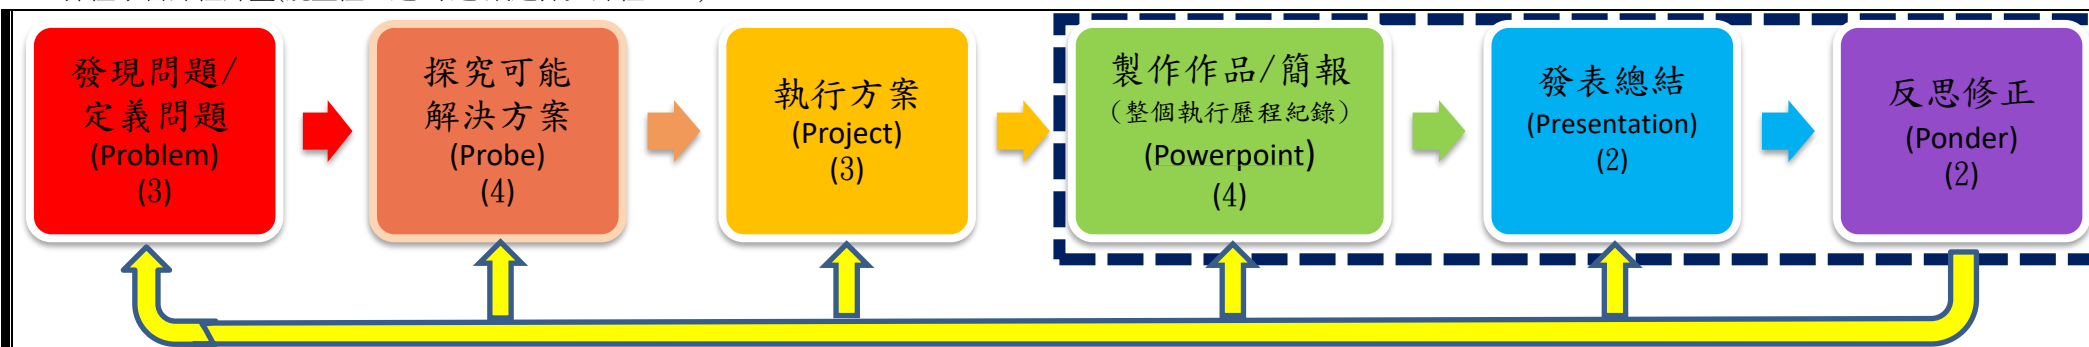 發現問題/
定義問題
(Problem)
(3)
探究可能
解決方案
(Probe)
(4)
執行方案
(Project)
(3)
製作作品/簡報
(整個執行歷程紀錄)
(Powerpoint)
(4)
發表總結
(Presentation)
(2)
反思修正
(Ponder)
(2)